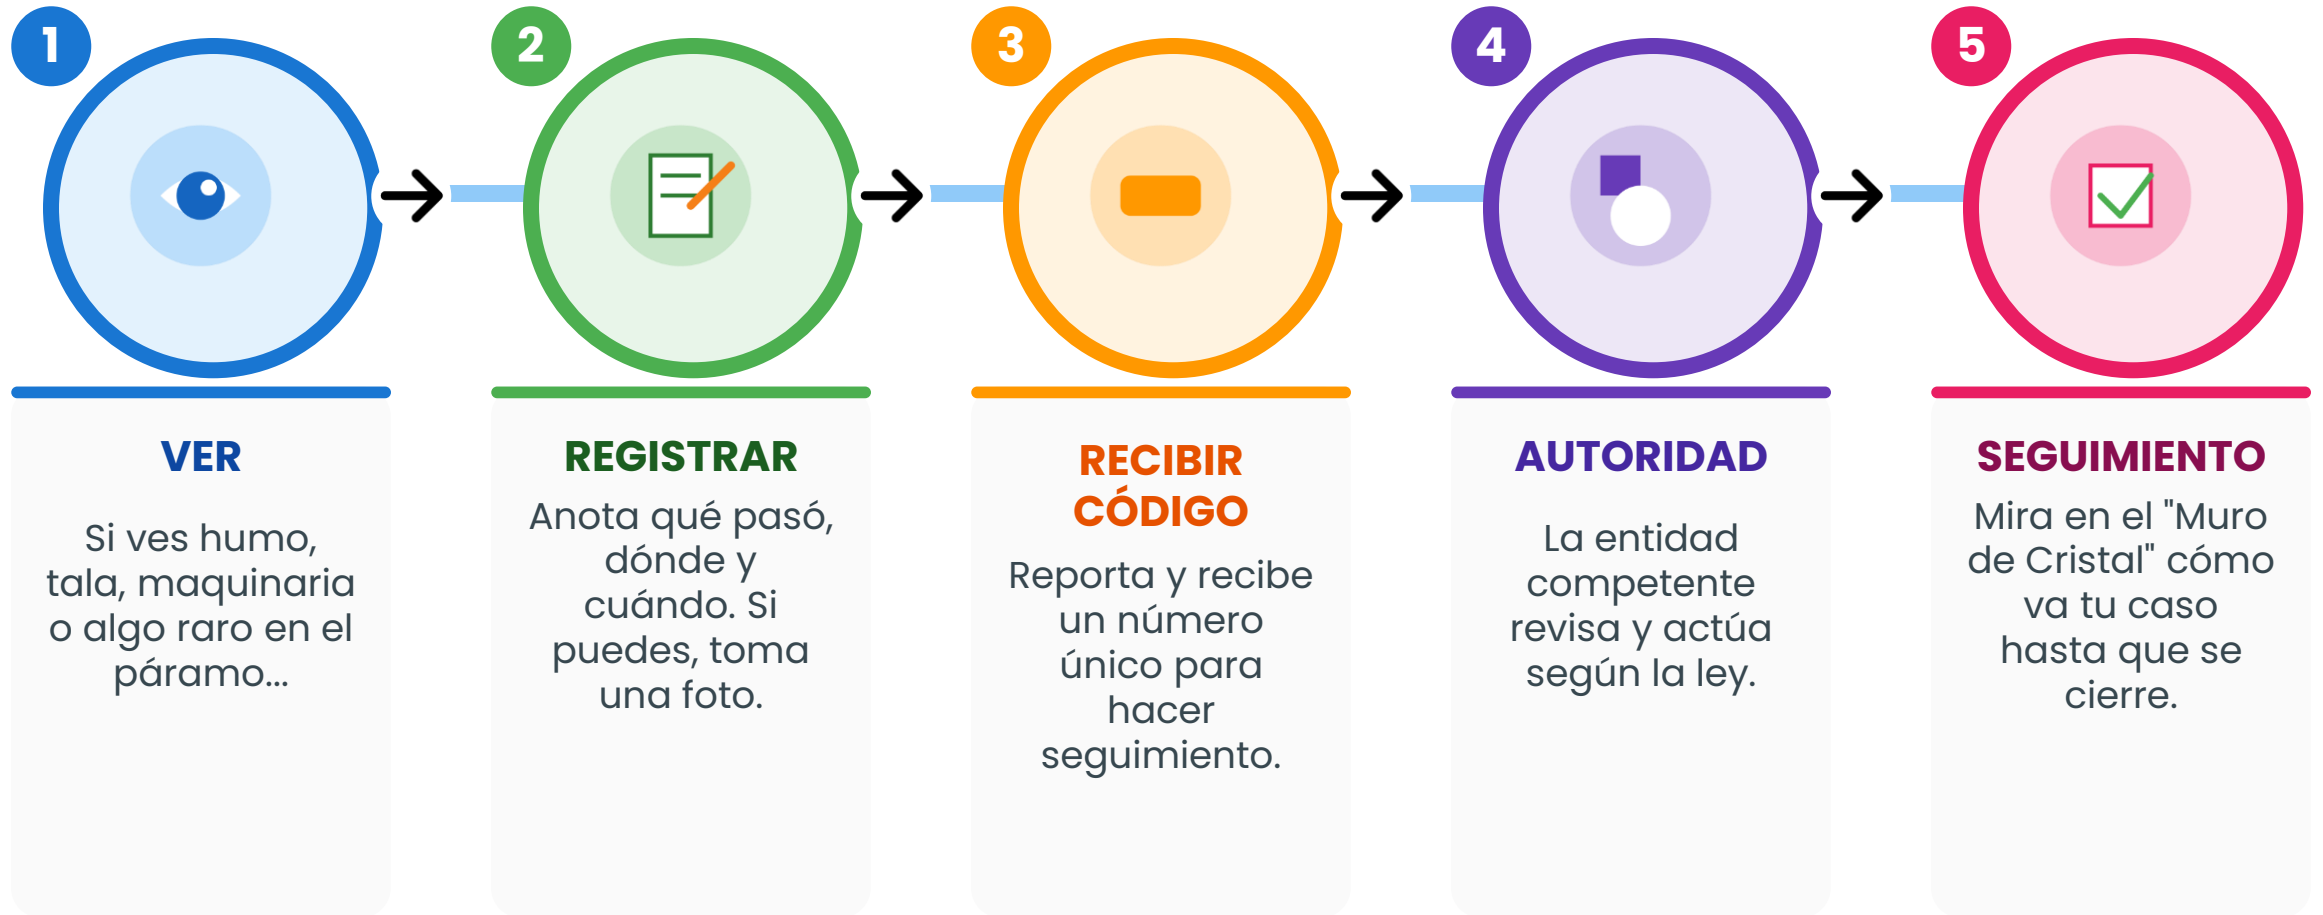 1
VER
Si ves humo,
tala, maquinaria
o algo raro en el
páramo...
2
REGISTRAR
Anota qué pasó,
dónde y
cuándo. Si
puedes, toma
una foto.
3
RECIBIR
CÓDIGO
Reporta y recibe
un número
único para
hacer
seguimiento.
4
AUTORIDAD
La entidad
competente
revisa y actúa
según la ley.
5
SEGUIMIENTO
Mira en el "Muro
de Cristal" cómo
va tu caso
hasta que se
cierre.